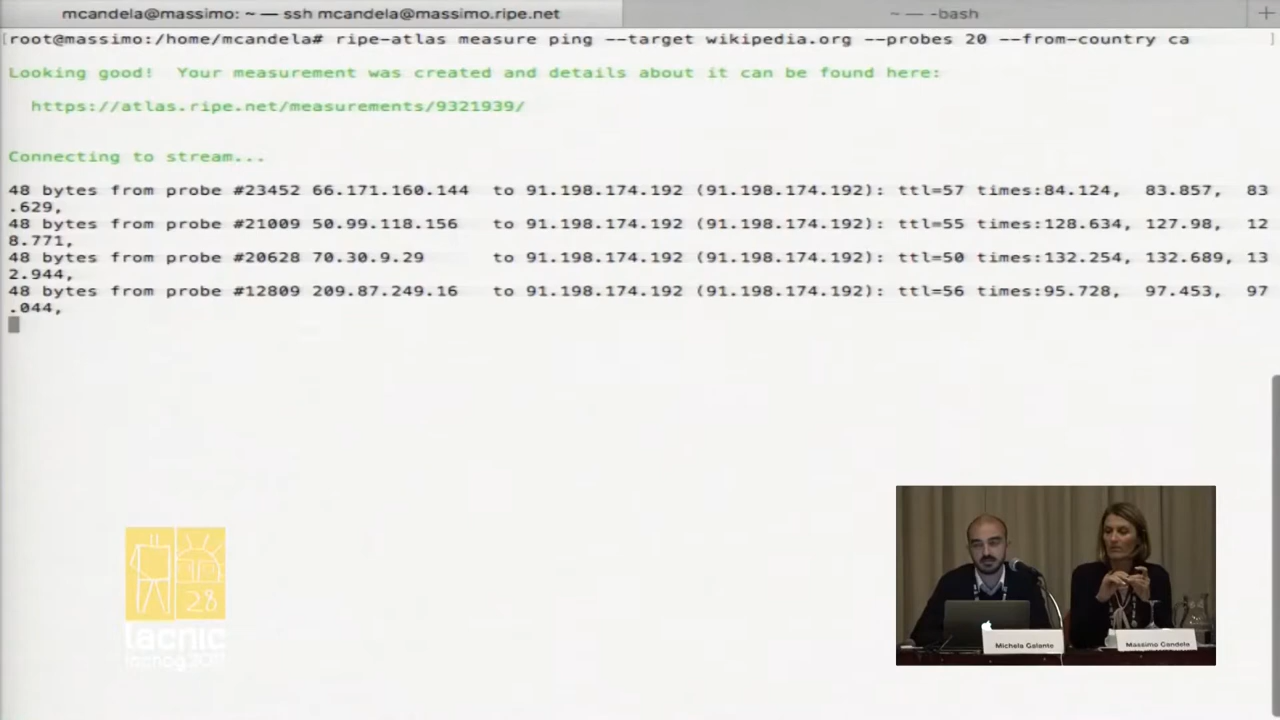 mcandela@massimo: ~ — ssh mcandela@massimo.ripe.net
~ — -bash
[root@massimo:/home/mcandela# ripe-atlas measure ping --target wikipedia.org --probes 20 --from-country ca ]
Looking good!  Your measurement was created and details about it can be found here:
https://atlas.ripe.net/measurements/9321939/
Connecting to stream...
48 bytes from probe #23452 66.171.160.144  to 91.198.174.192 (91.198.174.192): ttl=57 times:84.124,  83.857,  83
.629,
48 bytes from probe #21009 50.99.118.156   to 91.198.174.192 (91.198.174.192): ttl=55 times:128.634, 127.98,  12
8.771,
48 bytes from probe #20628 70.30.9.29      to 91.198.174.192 (91.198.174.192): ttl=50 times:132.254, 132.689, 13
2.944,
48 bytes from probe #12809 209.87.249.16   to 91.198.174.192 (91.198.174.192): ttl=56 times:95.728,  97.453,  97
.044,
28
lacnic
Michela Galante
Massimo Candela